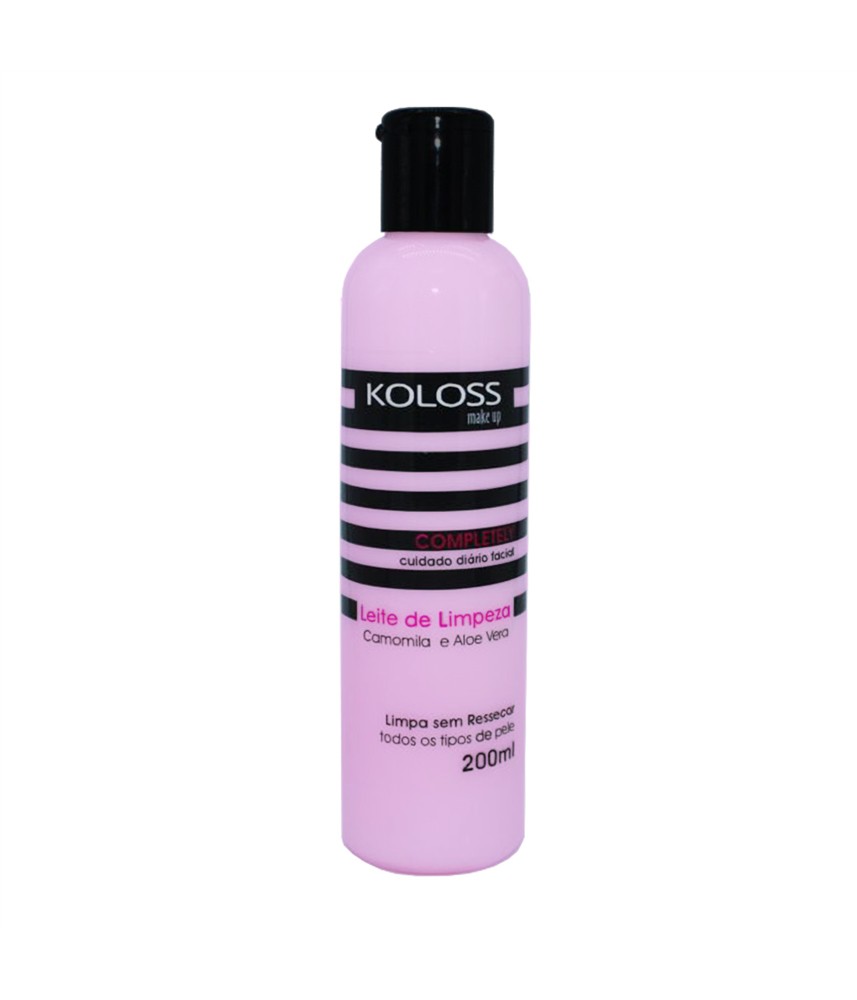 KOLOSS
make up
COMPLETELY
cuidado diário facial
Leite de Limpeza
Camomila e Aloe Vera
Limpa sem Ressecar
todos os tipos de pele
200ml